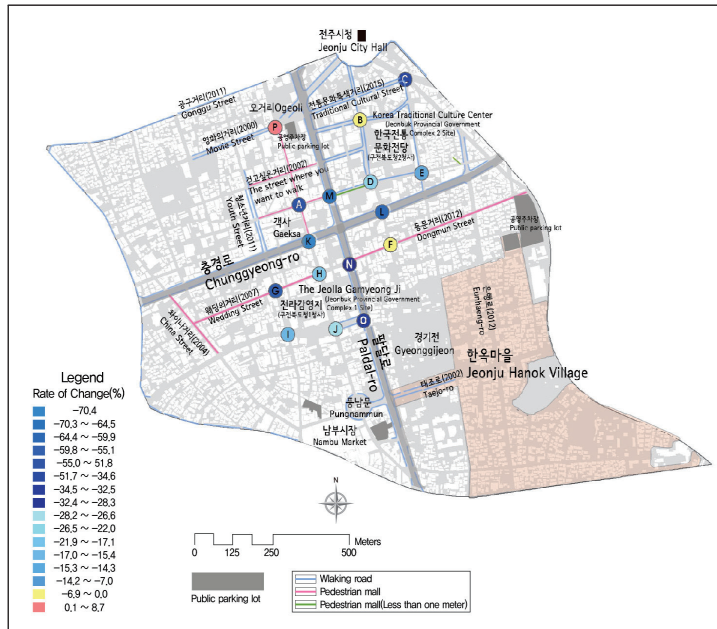 전주시청
Jeonju City Hall
공구거리(2011)
Gonggu Street
오거리Ogeoli
전통문화특색거리(2015)
Traditional Cultural Street
C
P
B
영화의거리(2000)
Movie Street
공영주차장
Public parking lot
Korea Traditional Culture Center
(Jeonbuk Provincial Government
Complex 2 Site)
한국전통
문화전당
(구전북도청2청사)
걷고싶은거리(2002)
The street where you
want to walk
청소년거리(2011)
Youth Street
D
E
A
M
L
객사
Gaeksa
K
F
동문거리(2012)
Dongmun Street
공영주차장
Public parking lot
충경로
Chunggyeong-ro
N
H
G
웨딩의거리(2007)
Wedding Street
The Jeolla Gamyeong Ji
(Jeonbuk Provincial Government
Complex 1 Site)
전라감영지
(구전북도청1청사)
차이나거리(2004)
China Street
I
J
O
팔달로
Paldal-ro
경기전
Gyeonggijeon
은행로(2012)
Eunhaeng-ro
한옥마을
Jeonju Hanok Village
태조로(2002)
Taejo-ro
풍남문
Pungnammun
남부시장
Nambu Market
Legend
Rate of Change(%)
-70.4
-70.3 ~ -64.5
-64.4 ~ -59.9
-59.8 ~ -55.1
-55.0 ~ 51.8
-51.7 ~ -34.6
-34.5 ~ -32.5
-32.4 ~ -28.3
-28.2 ~ -26.6
-26.5 ~ -22.0
-21.9 ~ -17.1
-17.0 ~ -15.4
-15.3 ~ -14.3
-14.2 ~ -7.0
-6.9 ~ 0.0
0.1 ~ 8.7
N
Meters
0 125 250 500
Public parking lot
Wlaking road
Pedestrian mall
Pedestrian mall(Less than one meter)